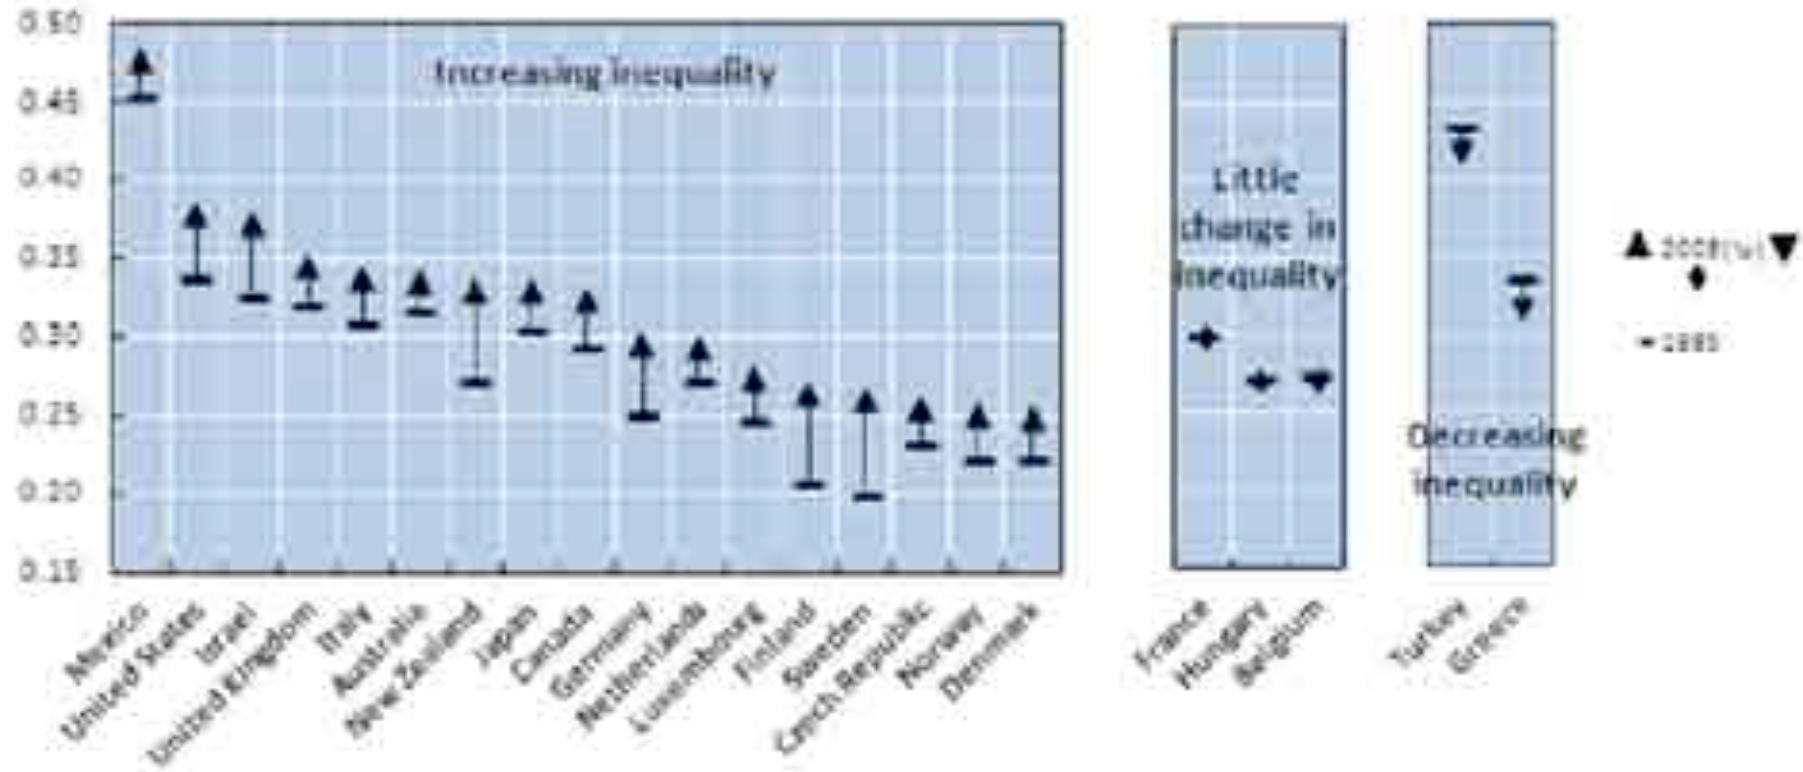 0.50
0.45
0.40
0.35
0.30
0.25
0.20
0.15
Increasing inequality
Little
change in
inequality
Decreasing
inequality
Mexico
United States
Israel
United Kingdom
Italy
Australia
New Zealand
Japan
Canada
Germany
Netherlands
Luxembourg
Finland
Sweden
Czech Republic
Norway
Denmark
France
Hungary
Belgium
Turkey
Greece